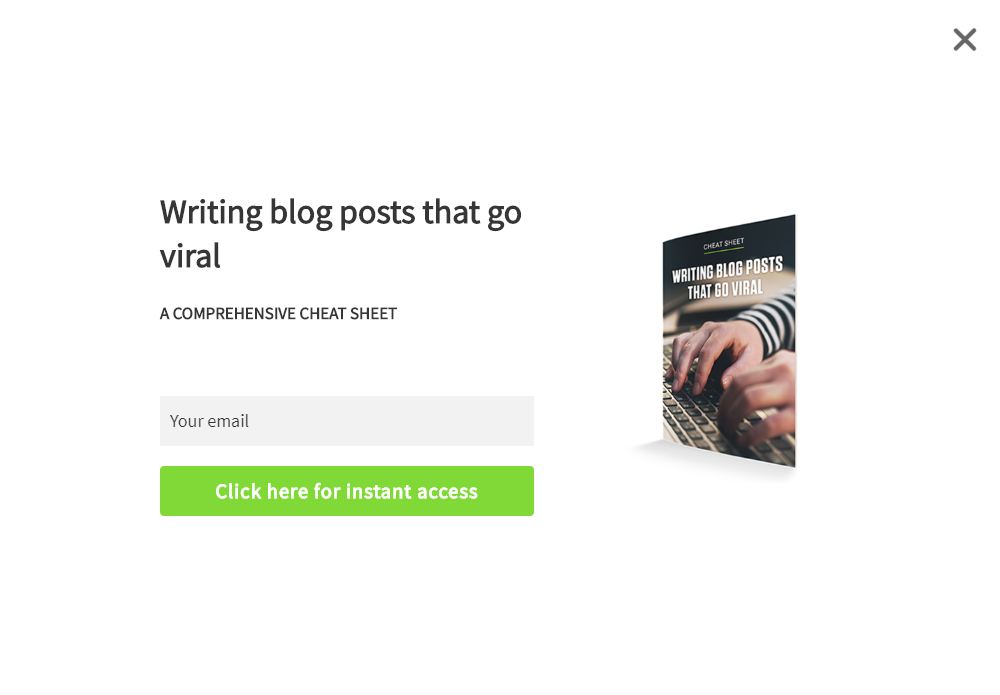 Writing blog posts that go
viral
A COMPREHENSIVE CHEAT SHEET
Your email
Click here for instant access
CHEAT SHEET
WRITING BLOG POSTS
THAT GO VIRAL